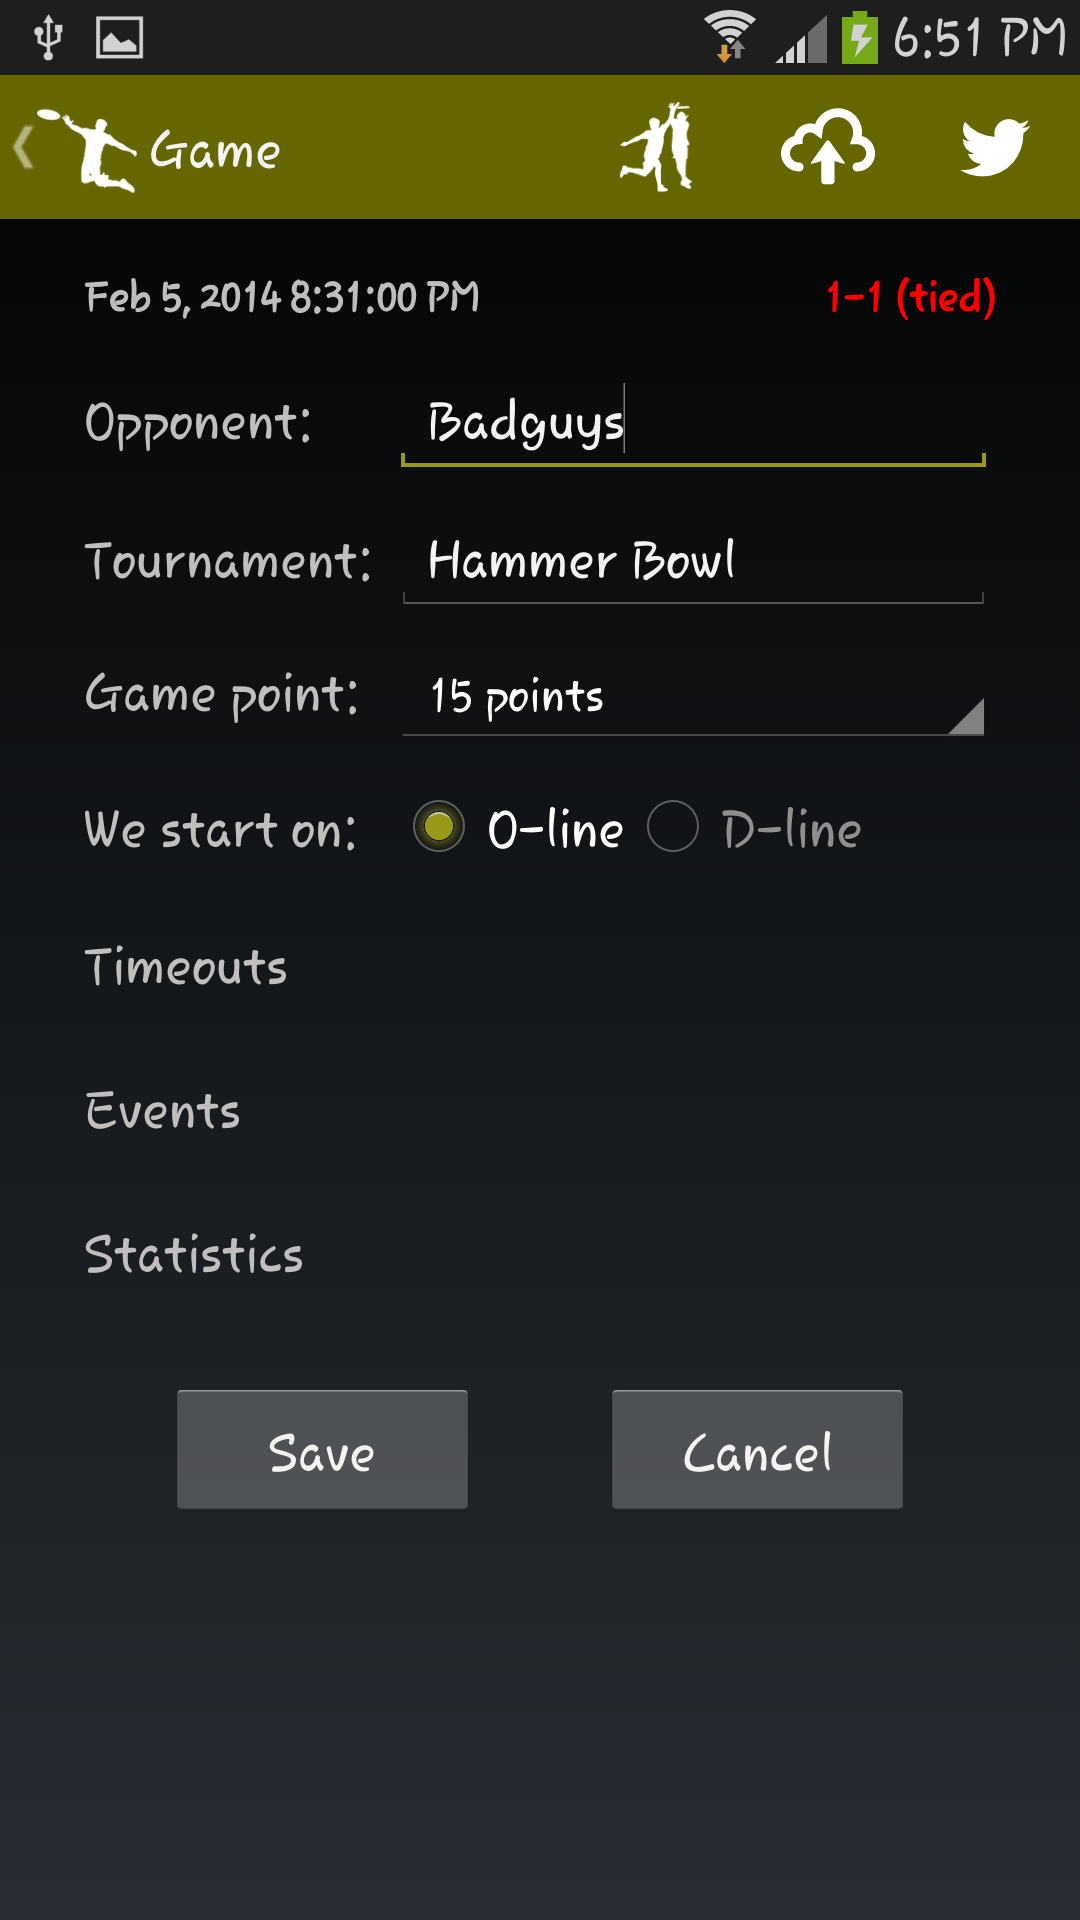 6:51 PM
Game
Feb 5, 2014 8:31:00 PM 1-1 (tied)
Opponent: Badguys
Tournament: Hammer Bowl
Game point: 15 points
We start on: O-line D-line
Timeouts
Events
Statistics
Save Cancel